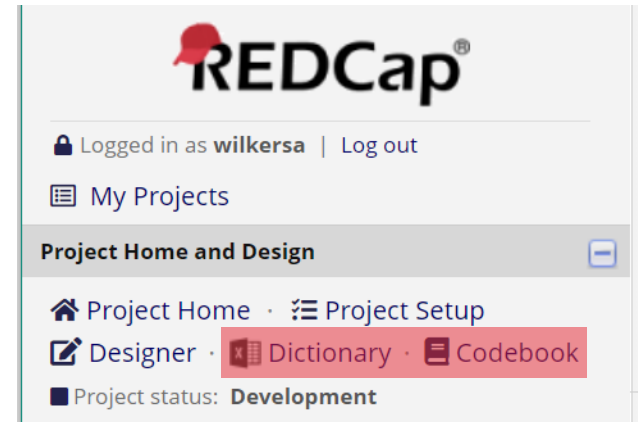 REDCap®
Logged in as wilkersa | Log out
My Projects
Project Home and Design
Project Home · Project Setup
Designer · Dictionary · Codebook
Project status: Development